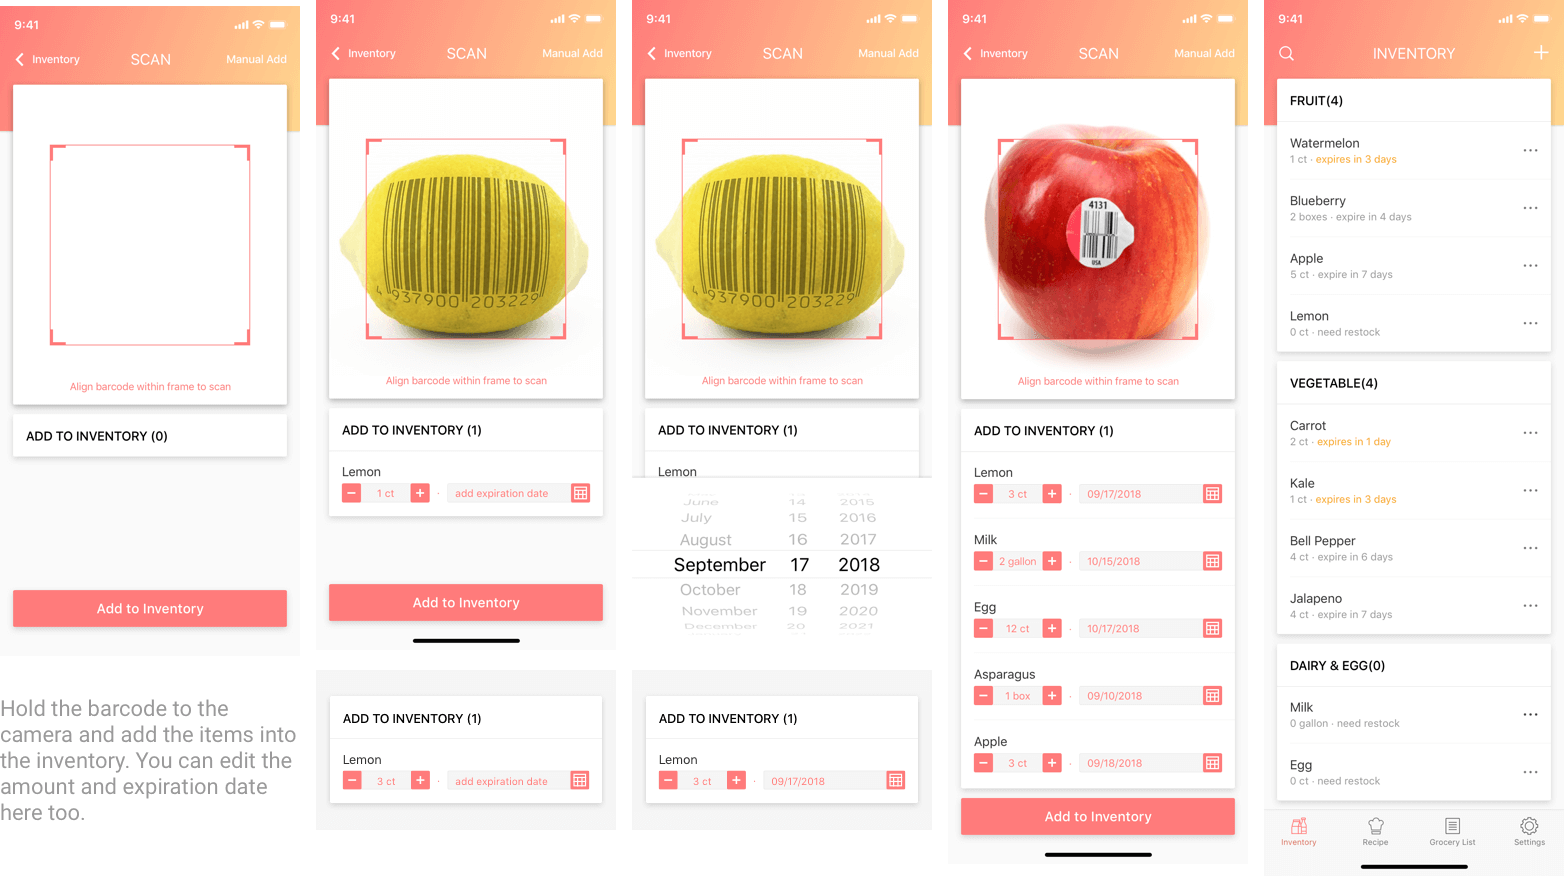 9:41
Inventory
SCAN
Manual Add
Align barcode within frame to scan
ADD TO INVENTORY (0)
Add to Inventory
Hold the barcode to the
camera and add the items into
the inventory. You can edit the
amount and expiration date
here too.
9:41
Inventory
SCAN
Manual Add
4 937900 203229
Align barcode within frame to scan
ADD TO INVENTORY (1)
Lemon
− 1 ct + · add expiration date
Add to Inventory
ADD TO INVENTORY (1)
Lemon
− 3 ct + · add expiration date
9:41
Inventory
SCAN
Manual Add
4 937900 203229
Align barcode within frame to scan
ADD TO INVENTORY (1)
Lemon
June 14 2015
July 15 2016
August 16 2017
September 17 2018
October 18 2019
November 19 2020
December 20 2021
ADD TO INVENTORY (1)
Lemon
− 3 ct + · 09/17/2018
9:41
Inventory
SCAN
Manual Add
4131
USA
Align barcode within frame to scan
ADD TO INVENTORY (1)
Lemon
− 3 ct + · 09/17/2018
Milk
− 2 gallon + · 10/15/2018
Egg
− 12 ct + · 10/17/2018
Asparagus
− 1 box + · 09/10/2018
Apple
− 3 ct + · 09/18/2018
Add to Inventory
9:41
INVENTORY
FRUIT(4)
Watermelon
1 ct · expires in 3 days
Blueberry
2 boxes · expire in 4 days
Apple
5 ct · expire in 7 days
Lemon
0 ct · need restock
VEGETABLE(4)
Carrot
2 ct · expires in 1 day
Kale
1 ct · expires in 3 days
Bell Pepper
4 ct · expire in 6 days
Jalapeno
4 ct · expire in 7 days
DAIRY & EGG(0)
Milk
0 gallon · need restock
Egg
0 ct · need restock
Inventory
Recipe
Grocery List
Settings